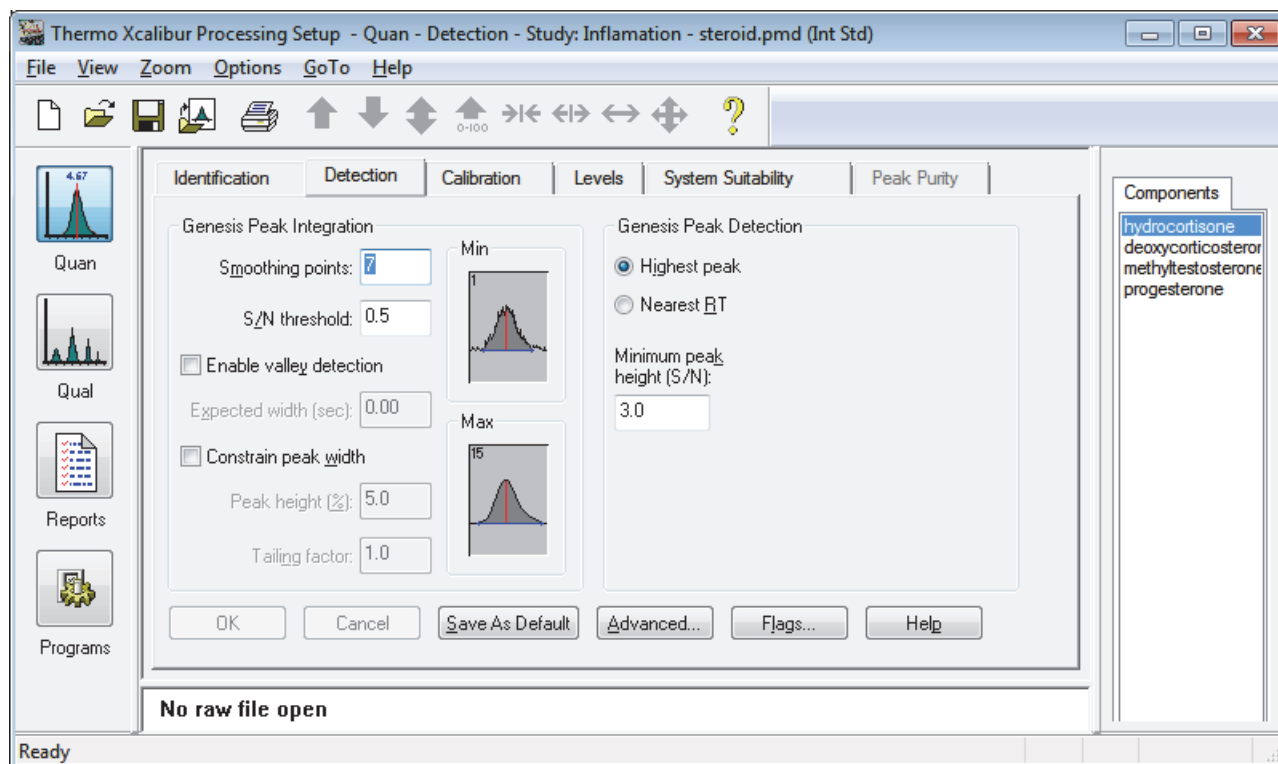 Thermo Xcalibur Processing Setup - Quan - Detection - Study: Inflamation - steroid.pmd (Int Std)
File View Zoom Options GoTo Help
0-100
4.67
Quan
Qual
Reports
Programs
Identification Detection Calibration Levels System Suitability Peak Purity
Genesis Peak Integration
Smoothing points: 7
S/N threshold: 0.5
Enable valley detection
Expected width (sec): 0.00
Constrain peak width
Peak height (%): 5.0
Tailing factor: 1.0
Min
1
Max
15
Genesis Peak Detection
Highest peak
Nearest RT
Minimum peak
height (S/N):
3.0
OK Cancel Save As Default Advanced... Flags... Help
Components
hydrocortisone
deoxycorticosteror
methyltestosterone
progesterone
No raw file open
Ready